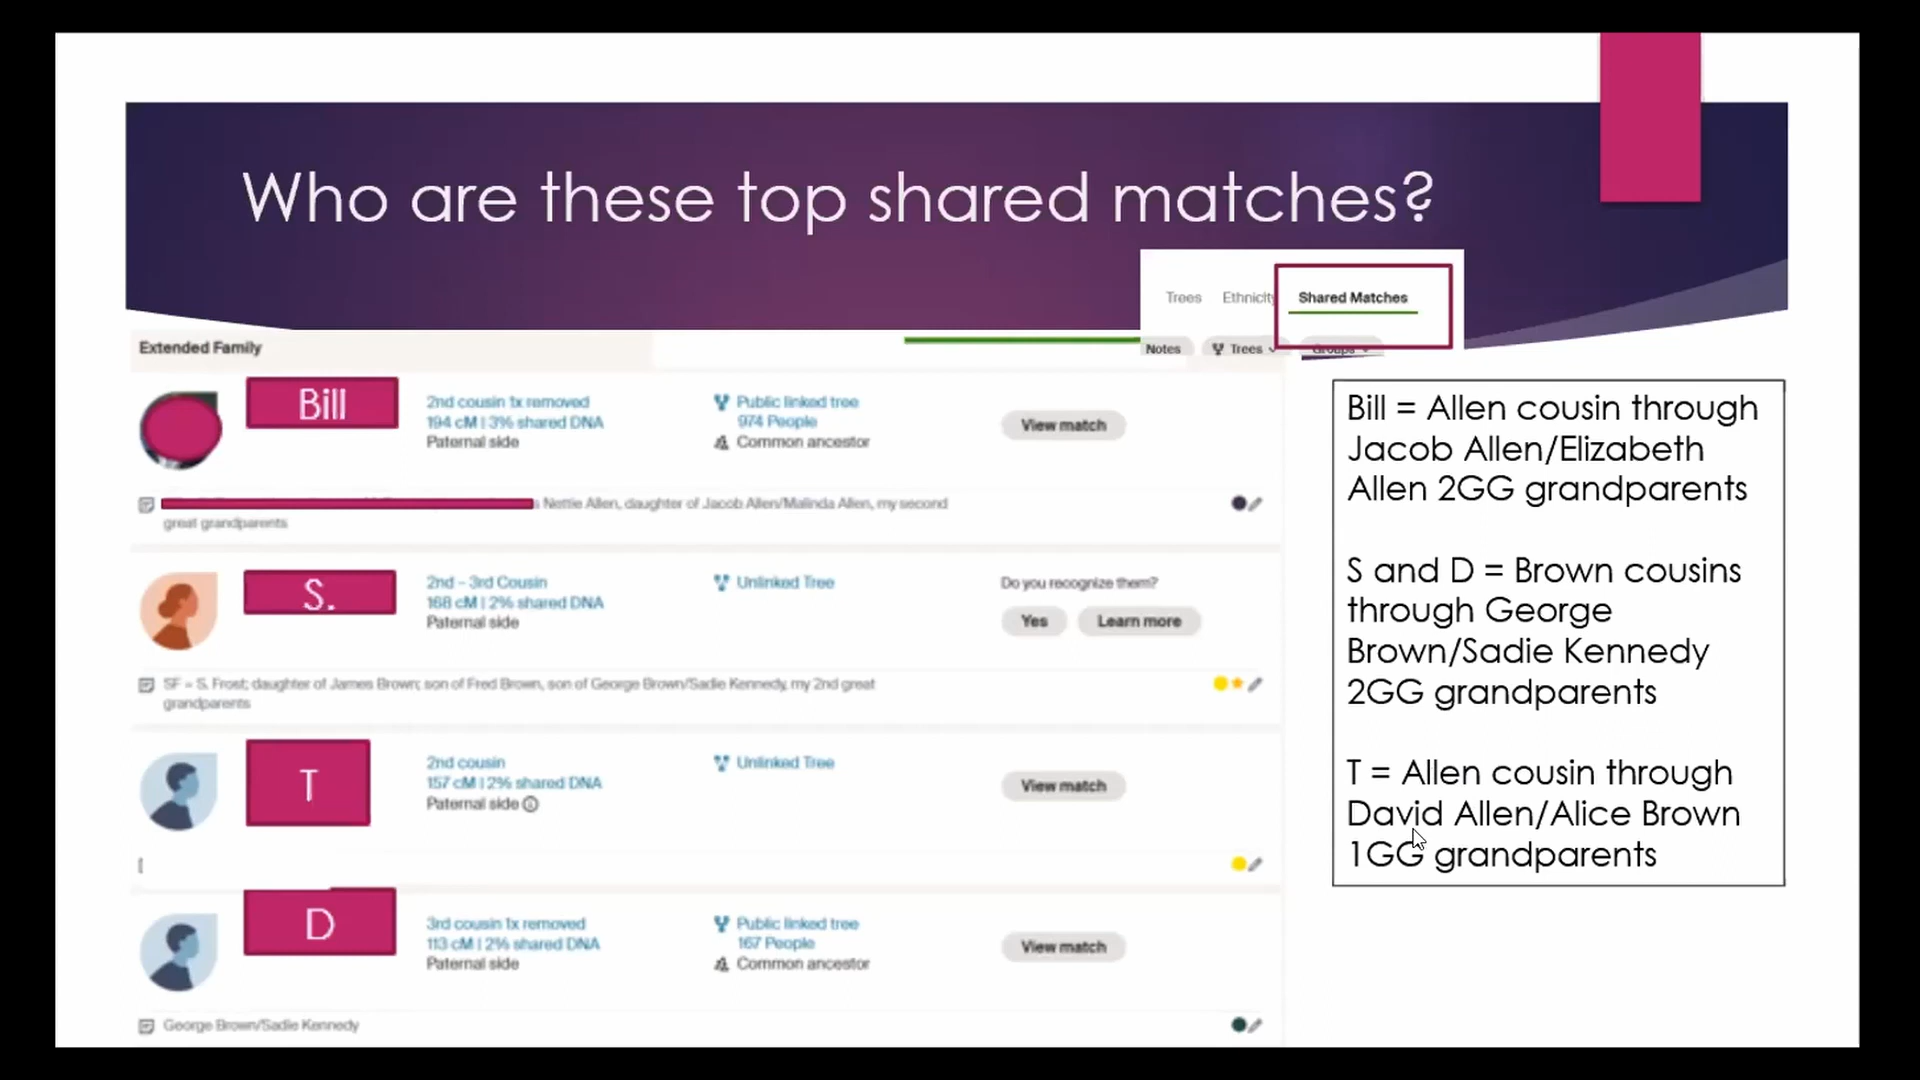 Who are these top shared matches?
Trees Ethnicity Shared Matches
Extended Family
Notes Trees Groups
Bill
2nd cousin 1x removed
194 cM | 3% shared DNA
Paternal side
Public linked tree
974 People
Common ancestor
View match
Nettie Allen, daughter of Jacob Allen/Malinda Allen, my second
great grandparents
S.
2nd – 3rd Cousin
168 cM | 2% shared DNA
Paternal side
Unlinked Tree
Do you recognize them?
Yes Learn more
SF = S. Frost; daughter of James Brown; son of Fred Brown, son of George Brown/Sadie Kennedy, my 2nd great
grandparents
T
2nd cousin
157 cM | 2% shared DNA
Paternal side
Unlinked Tree
View match
D
3rd cousin 1x removed
113 cM | 2% shared DNA
Paternal side
Public linked tree
167 People
Common ancestor
View match
George Brown/Sadie Kennedy
Bill = Allen cousin through
Jacob Allen/Elizabeth
Allen 2GG grandparents
S and D = Brown cousins
through George
Brown/Sadie Kennedy
2GG grandparents
T = Allen cousin through
David Allen/Alice Brown
1GG grandparents